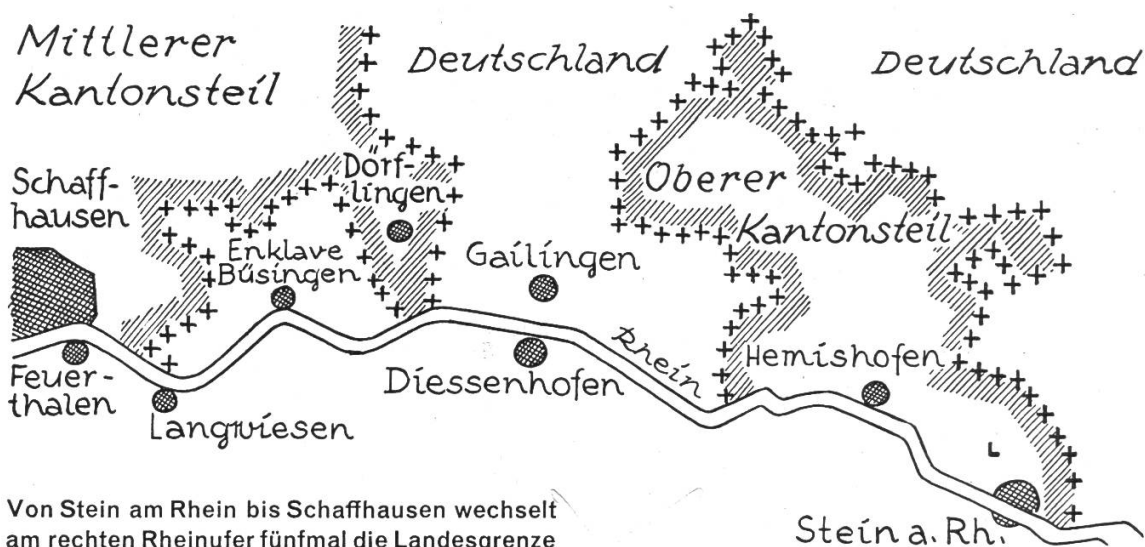 Mittlerer
Kantonsteil
Deutschland
Deutschland
Schaff-
hausen
Dörf-
lingen
Oberer
Kantonsteil
Enklave
Büsingen
Gailingen
Rhein
Hemishofen
Feuer-
thalen
Diessenhofen
Langwiesen
Stein a. Rh.
Von Stein am Rhein bis Schaffhausen wechselt
am rechten Rheinufer fünfmal die Landesgrenze